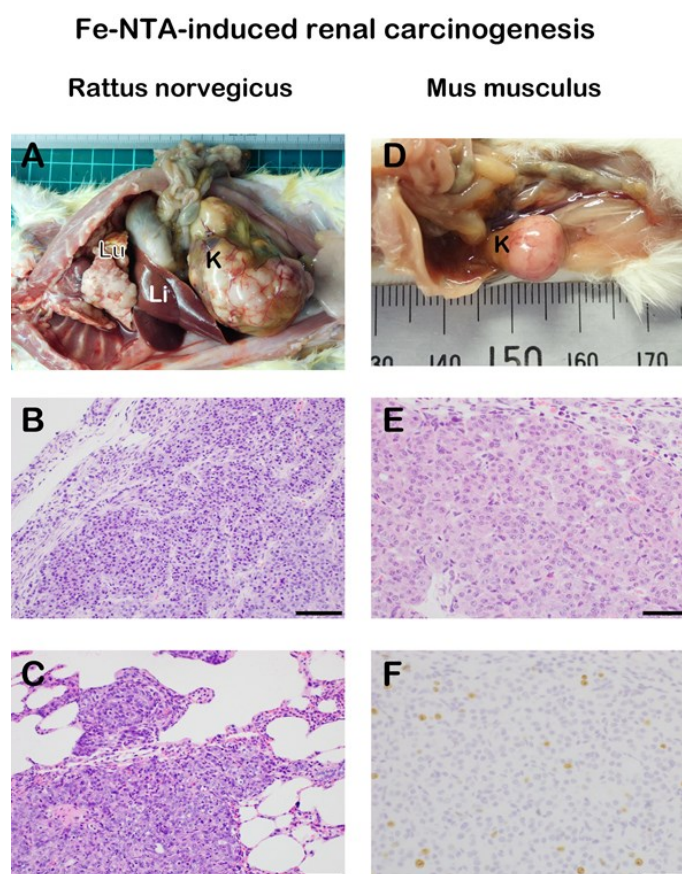 Fe-NTA-induced renal carcinogenesis
Rattus norvegicus
Mus musculus
A
Lu
Li
K
D
K
30 140 150 160 170
B
E
C
F